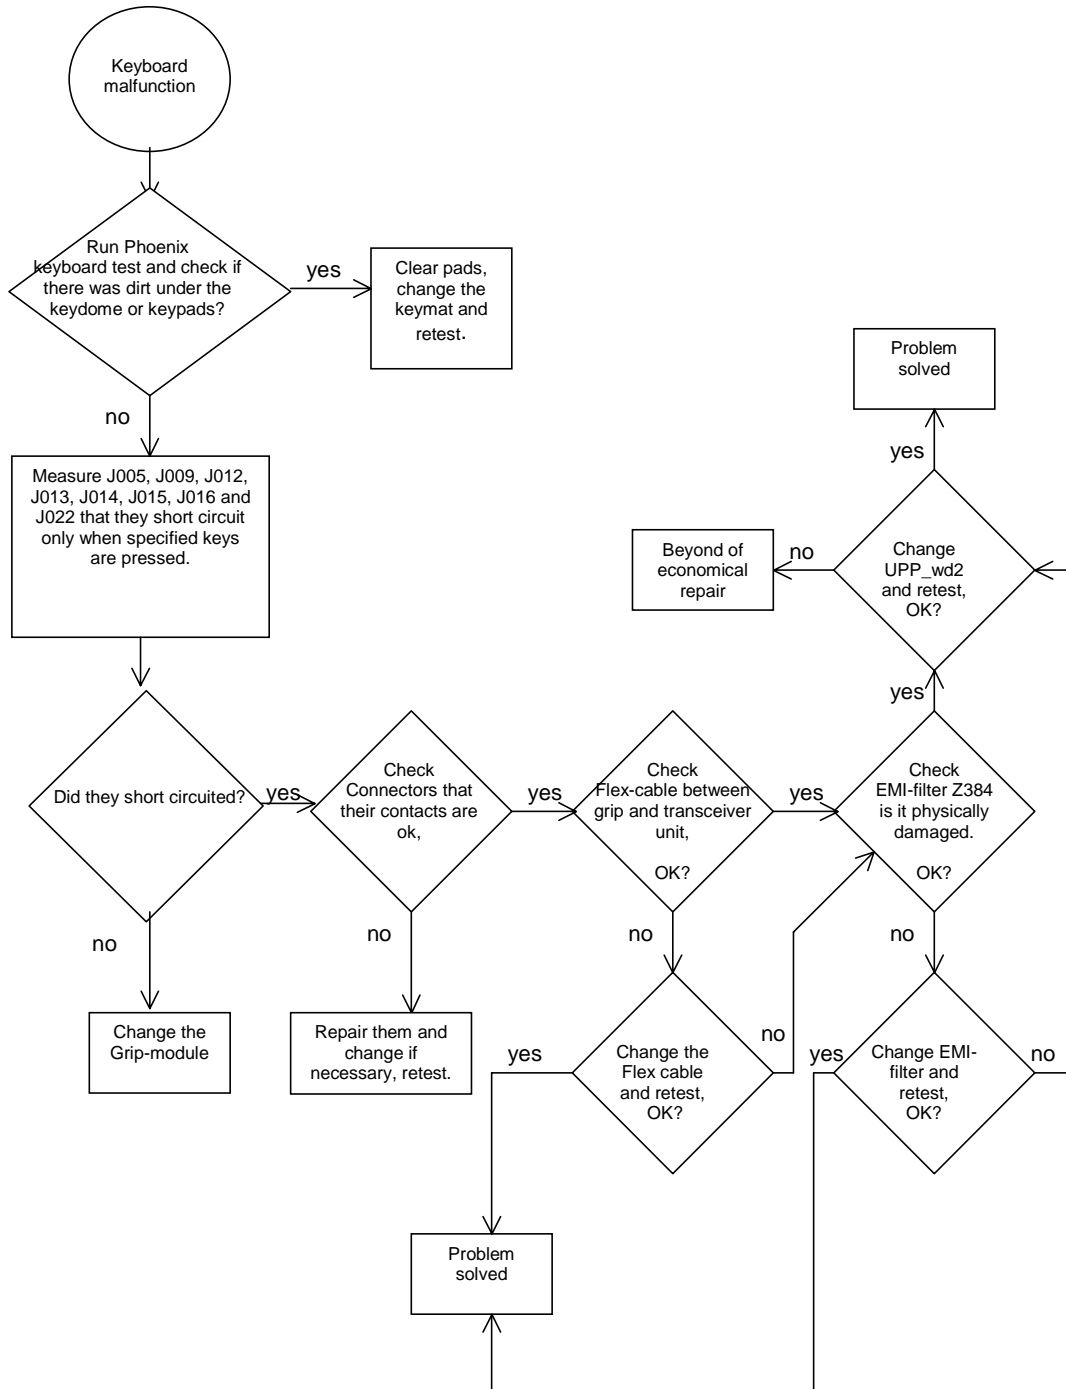 Keyboard
malfunction
Run Phoenix
keyboard test and check if
there was dirt under the
keydome or keypads?
yes
Clear pads,
change the
keymat and
retest.
no
Measure J005, J009, J012,
J013, J014, J015, J016 and
J022 that they short circuit
only when specified keys
are pressed.
Problem
solved
yes
Change
UPP_wd2
and retest,
OK?
no
Beyond of
economical
repair
yes
Did they short circuited?
yes
Check
Connectors that
their contacts are
ok,
yes
Check
Flex-cable between
grip and transceiver
unit,
OK?
yes
Check
EMI-filter Z384
is it physically
damaged.
OK?
no
Change the
Grip-module
no
Repair them and
change if
necessary, retest.
no
Change the
Flex cable
and retest,
OK?
yes
no
no
Change EMI-
filter and
retest,
OK?
yes
no
Problem
solved